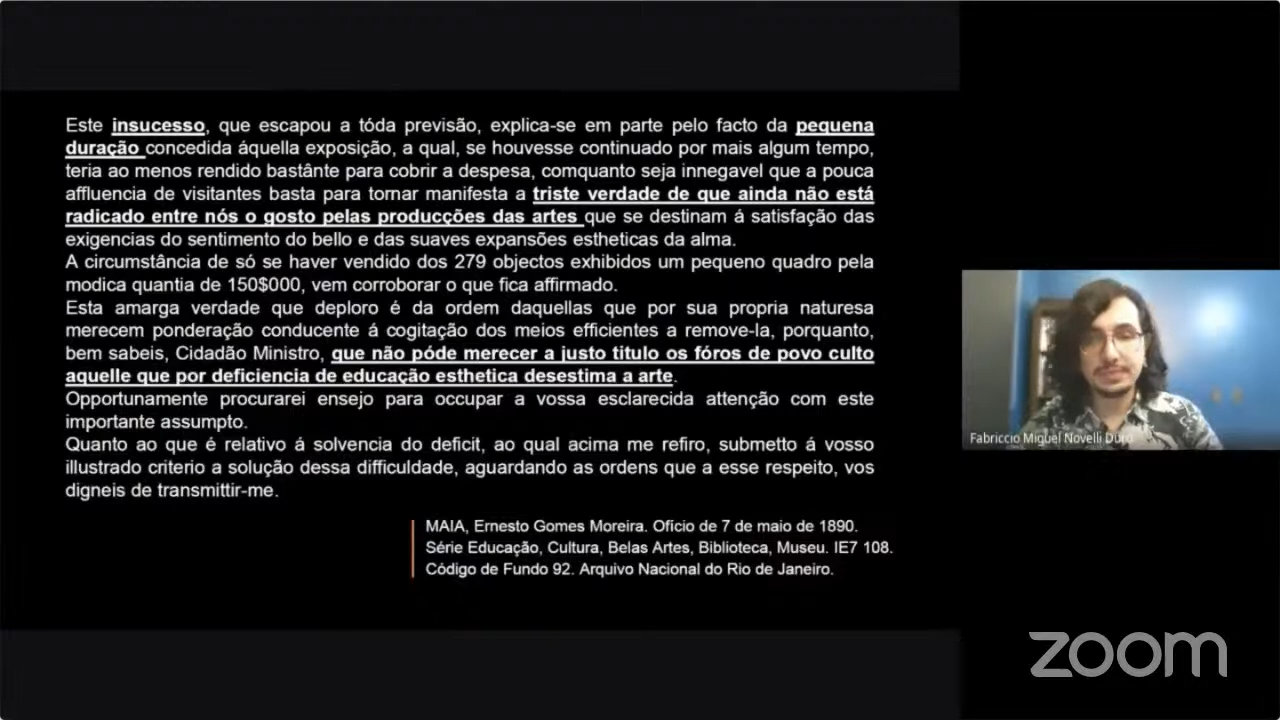 Este insucesso, que escapou a tóda previsão, explica-se em parte pelo facto da pequena
duração concedida áquella exposição, a qual, se houvesse continuado por mais algum tempo,
teria ao menos rendido bastânte para cobrir a despesa, comquanto seja innegavel que a pouca
affluencia de visitantes basta para tornar manifesta a triste verdade de que ainda não está
radicado entre nós o gosto pelas producções das artes que se destinam á satisfação das
exigencias do sentimento do bello e das suaves expansões estheticas da alma.
A circumstância de só se haver vendido dos 279 objectos exhibidos um pequeno quadro pela
modica quantia de 150$000, vem corroborar o que fica affirmado.
Esta amarga verdade que deploro é da ordem daquellas que por sua propria naturesa
merecem ponderação conducente á cogitação dos meios efficientes a remove-la, porquanto,
bem sabeis, Cidadão Ministro, que não póde merecer a justo titulo os fóros de povo culto
aquelle que por deficiencia de educação esthetica desestima a arte.
Opportunamente procurarei ensejo para occupar a vossa esclarecida attenção com este
importante assumpto.
Quanto ao que é relativo á solvencia do deficit, ao qual acima me refiro, submetto á vosso
illustrado criterio a solução dessa difficuldade, aguardando as ordens que a esse respeito, vos
digneis de transmittir-me.
MAIA, Ernesto Gomes Moreira. Ofício de 7 de maio de 1890.
Série Educação, Cultura, Belas Artes, Biblioteca, Museu. IE7 108.
Código de Fundo 92. Arquivo Nacional do Rio de Janeiro.
Fabriccio Miguel Novelli Duro
zoom